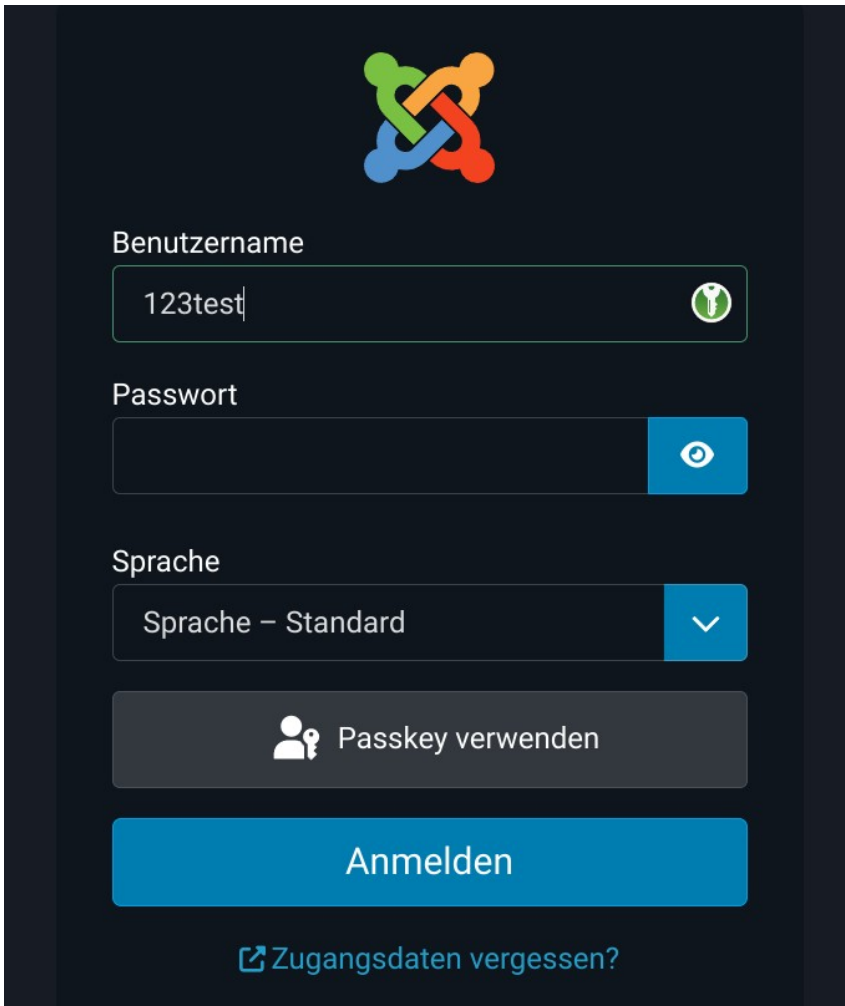 Benutzername
123test
Passwort
Sprache
Sprache – Standard
Passkey verwenden
Anmelden
Zugangsdaten vergessen?